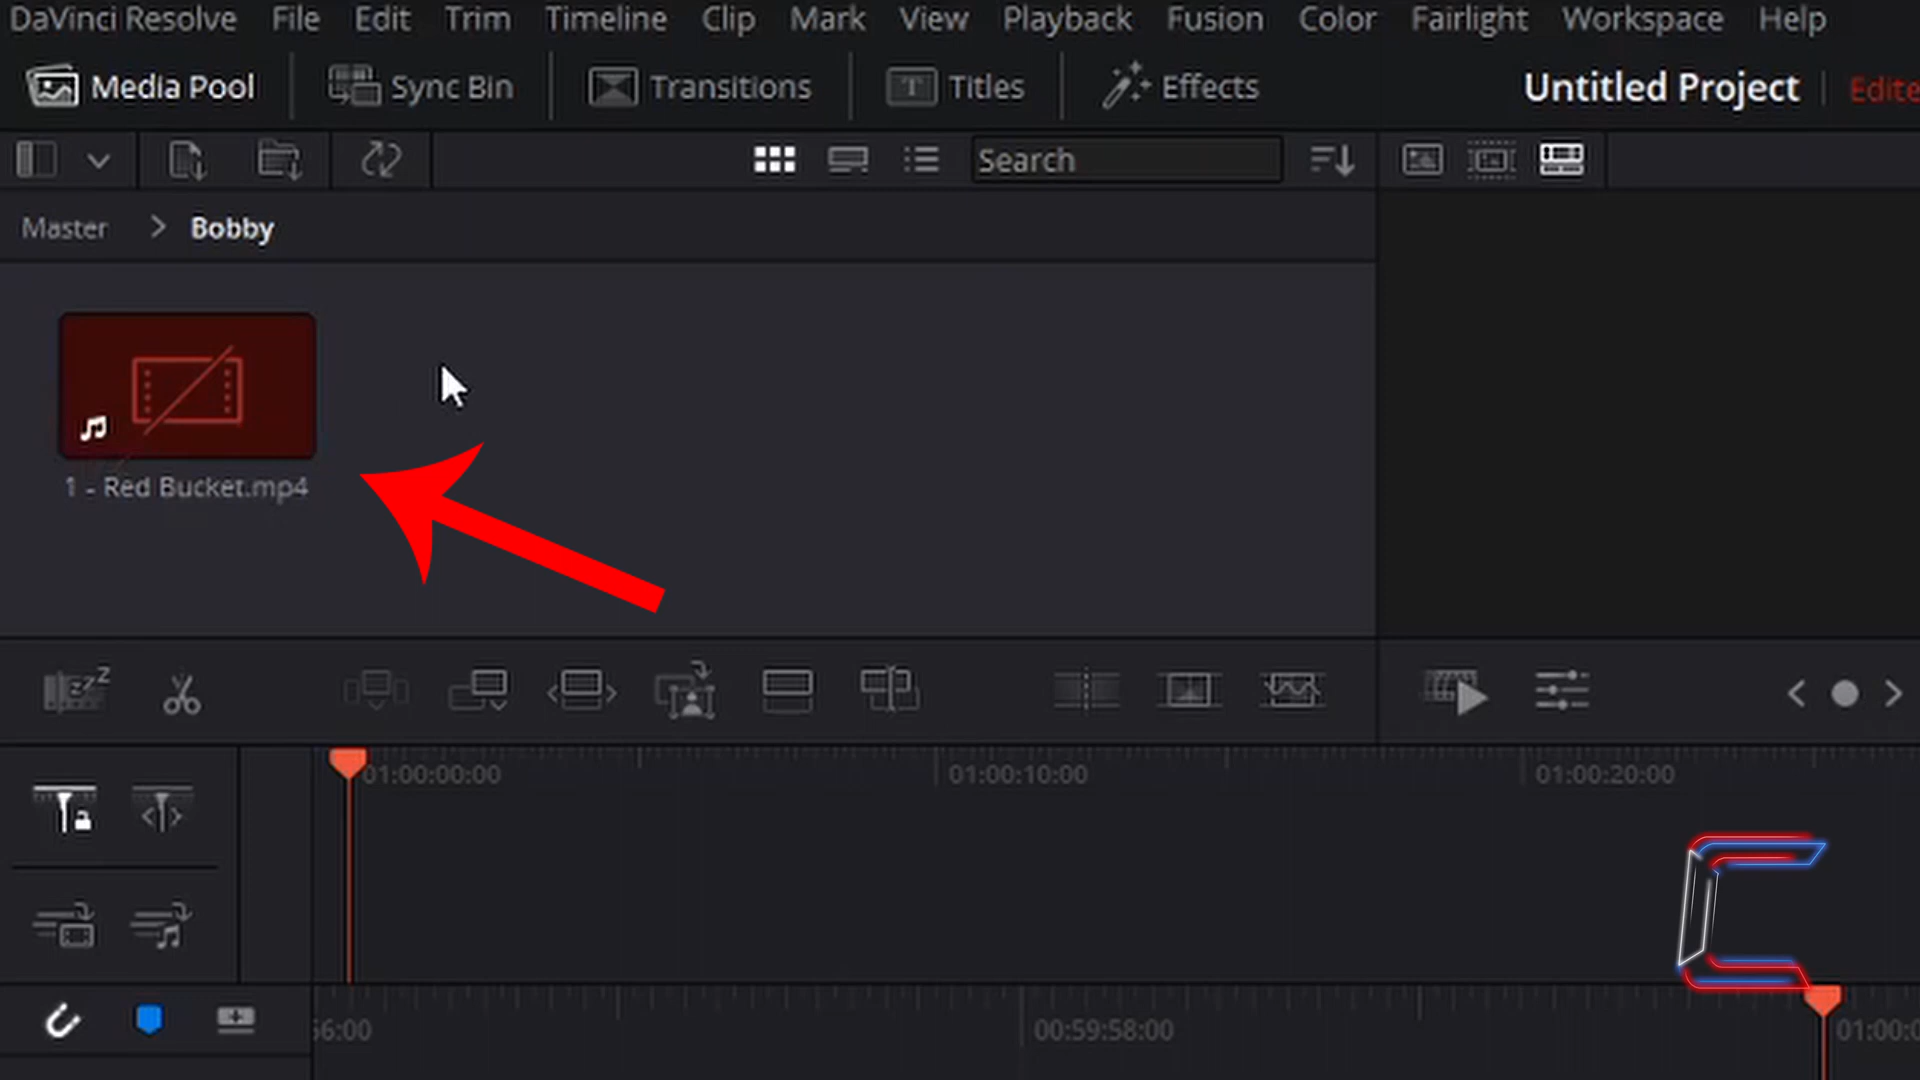 DaVinci Resolve File Edit Trim Timeline Clip Mark View Playback Fusion Color Fairlight Workspace Help
Media Pool Sync Bin Transitions Titles Effects Untitled Project Edite
Search
Master > Bobby
1 - Red Bucket.mp4
01:00:00:00 01:00:10:00 01:00:20:00
56:00 00:59:58:00 01:00:0